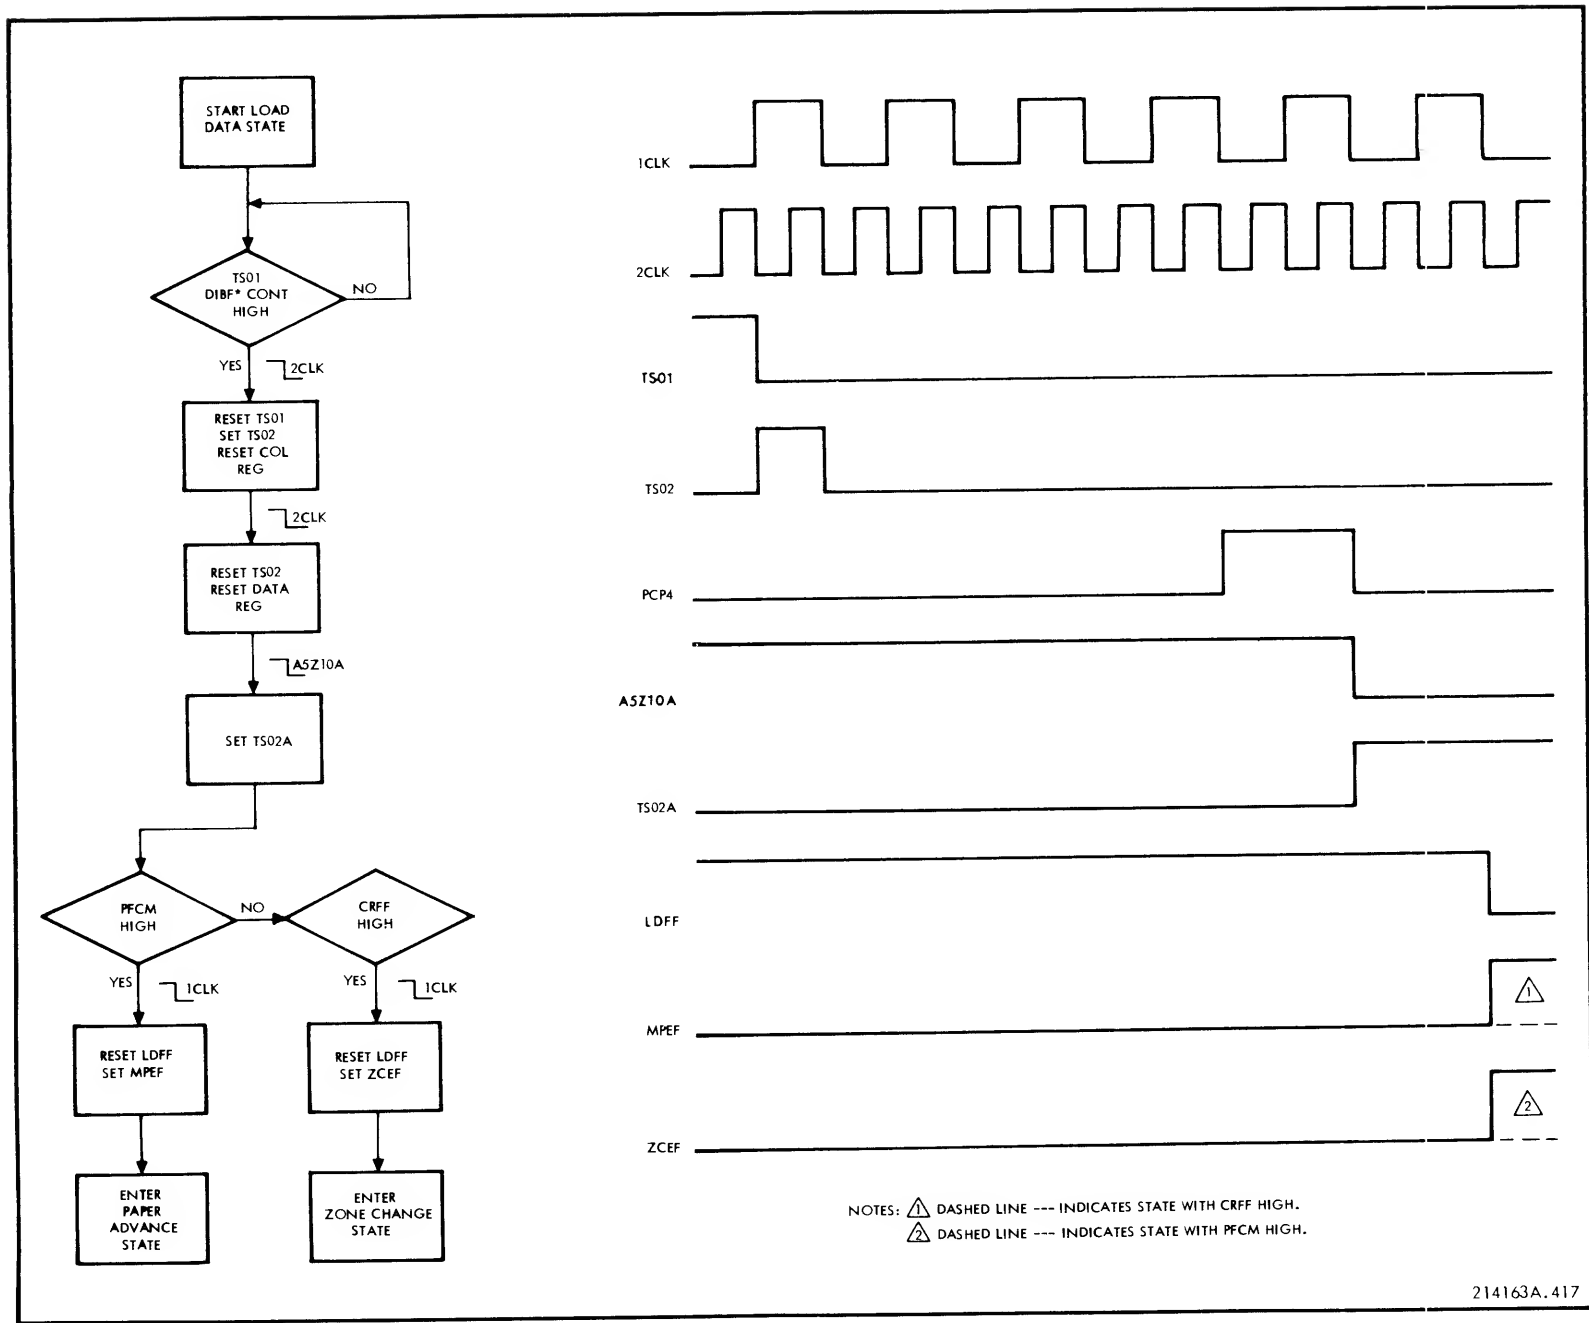 START LOAD
DATA STATE
TS01
DIBF* CONT
HIGH
NO
YES
2CLK
RESET TS01
SET TS02
RESET COL
REG
2CLK
RESET TS02
RESET DATA
REG
A5Z10A
SET TS02A
PFCM
HIGH
NO
CRFF
HIGH
YES
1CLK
YES
1CLK
RESET LDFF
SET MPEF
RESET LDFF
SET ZCEF
ENTER
PAPER
ADVANCE
STATE
ENTER
ZONE CHANGE
STATE
1CLK
2CLK
TS01
TS02
PCP4
A5Z10A
TS02A
LDFF
MPEF
1
ZCEF
2
NOTES: 1 DASHED LINE --- INDICATES STATE WITH CRFF HIGH.
2 DASHED LINE --- INDICATES STATE WITH PFCM HIGH.
214163A.417